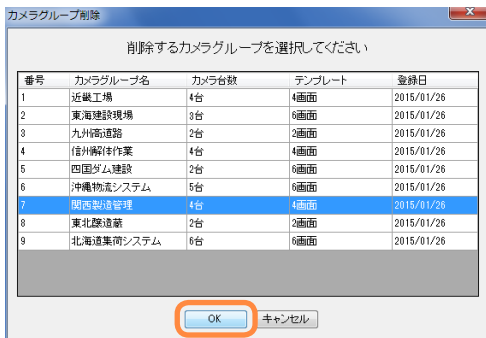 カメラグループ削除
削除するカメラグループを選択してください
番号 カメラグループ名 カメラ台数 テンプレート 登録日
1 近畿工場 4台 4画面 2015/01/26
2 東海建設現場 3台 6画面 2015/01/26
3 九州高道路 2台 2画面 2015/01/26
4 信州解体作業 4台 4画面 2015/01/26
5 四国ダム建設 2台 6画面 2015/01/26
6 沖縄物流システム 5台 6画面 2015/01/26
7 関西製造管理 4台 4画面 2015/01/26
8 東北醸造蔵 2台 2画面 2015/01/26
9 北海道集荷システム 6台 6画面 2015/01/26
OK キャンセル